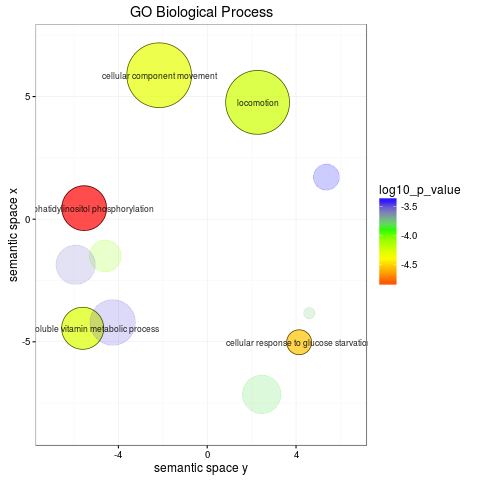 GO Biological Process
cellular component movement
locomotion
phatidylinositol phosphorylation
oluble vitamin metabolic process
cellular response to glucose starvatio
semantic space x
5
0
-5
-4
0
4
semantic space y
log10_p_value
-3.5
-4.0
-4.5